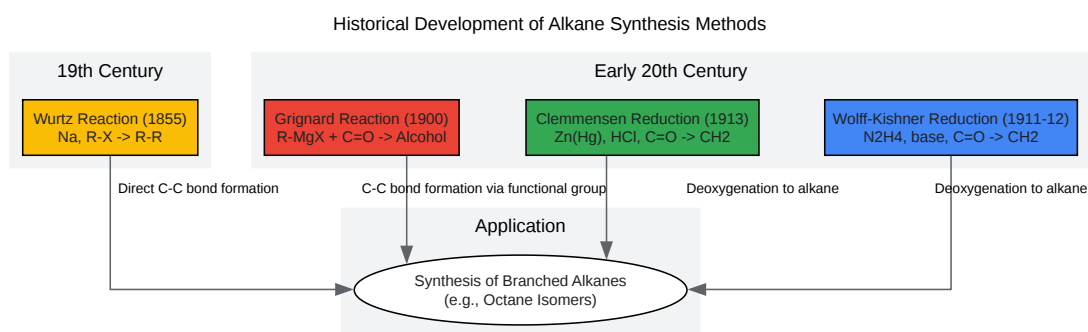 Historical Development of Alkane Synthesis Methods
19th Century
Early 20th Century
Wurtz Reaction (1855)
Na, R-X -> R-R
Grignard Reaction (1900)
R-MgX + C=O -> Alcohol
Clemmensen Reduction (1913)
Zn(Hg), HCl, C=O -> CH2
Wolff-Kishner Reduction (1911-12)
N2H4, base, C=O -> CH2
Direct C-C bond formation
C-C bond formation via functional group
Deoxygenation to alkane
Deoxygenation to alkane
Application
Synthesis of Branched Alkanes
(e.g., Octane Isomers)